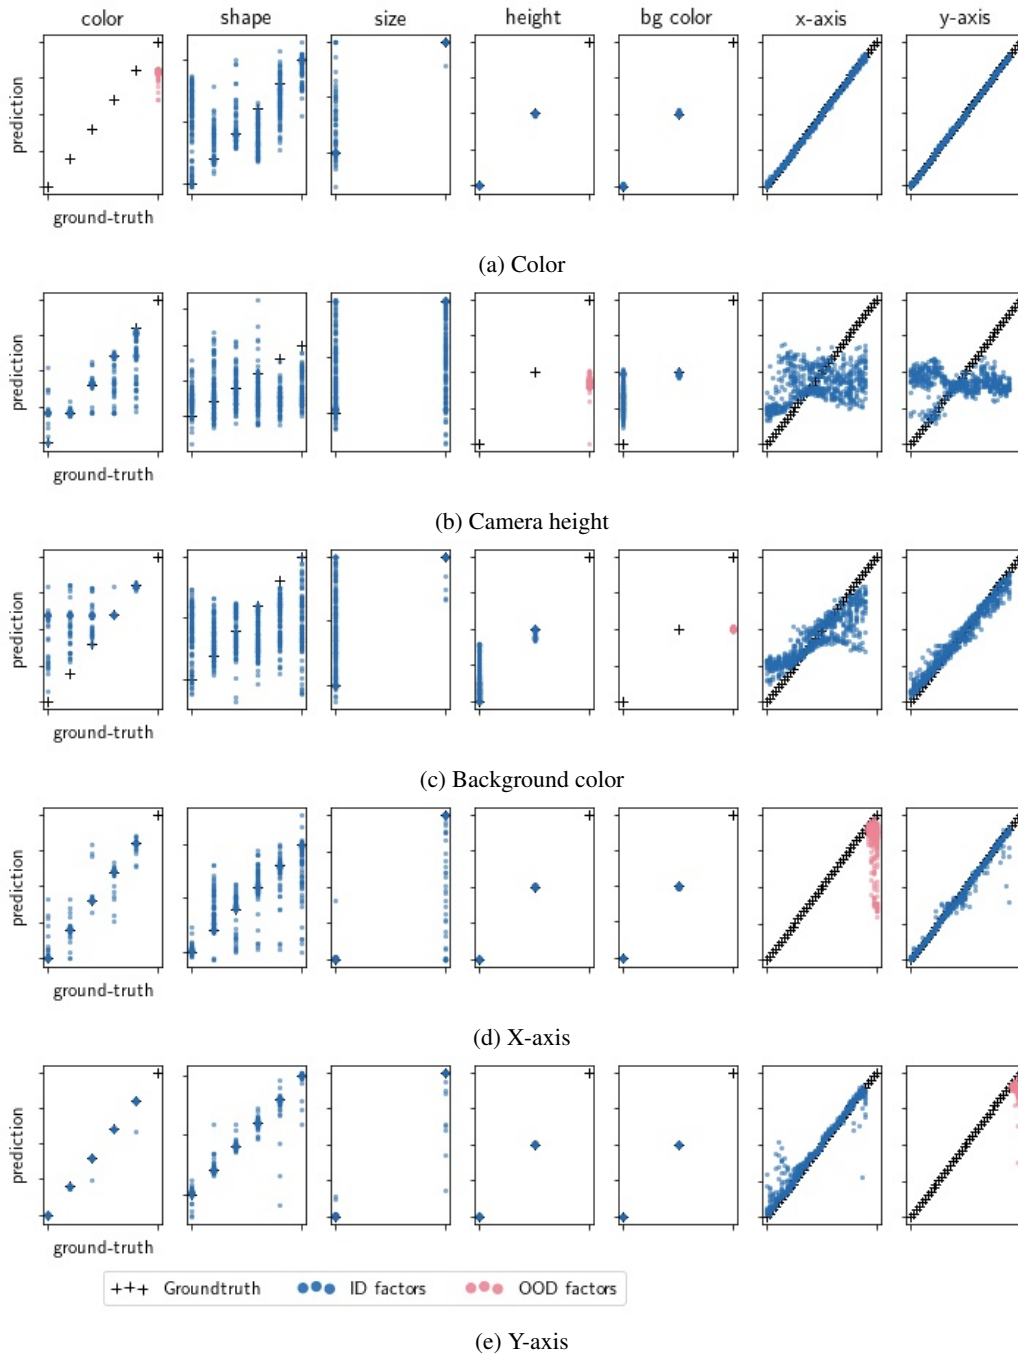 color shape size height bg color x-axis y-axis
prediction
ground-truth
(a) Color
prediction
ground-truth
(b) Camera height
prediction
ground-truth
(c) Background color
prediction
ground-truth
(d) X-axis
prediction
ground-truth
Groundtruth ID factors OOD factors
(e) Y-axis